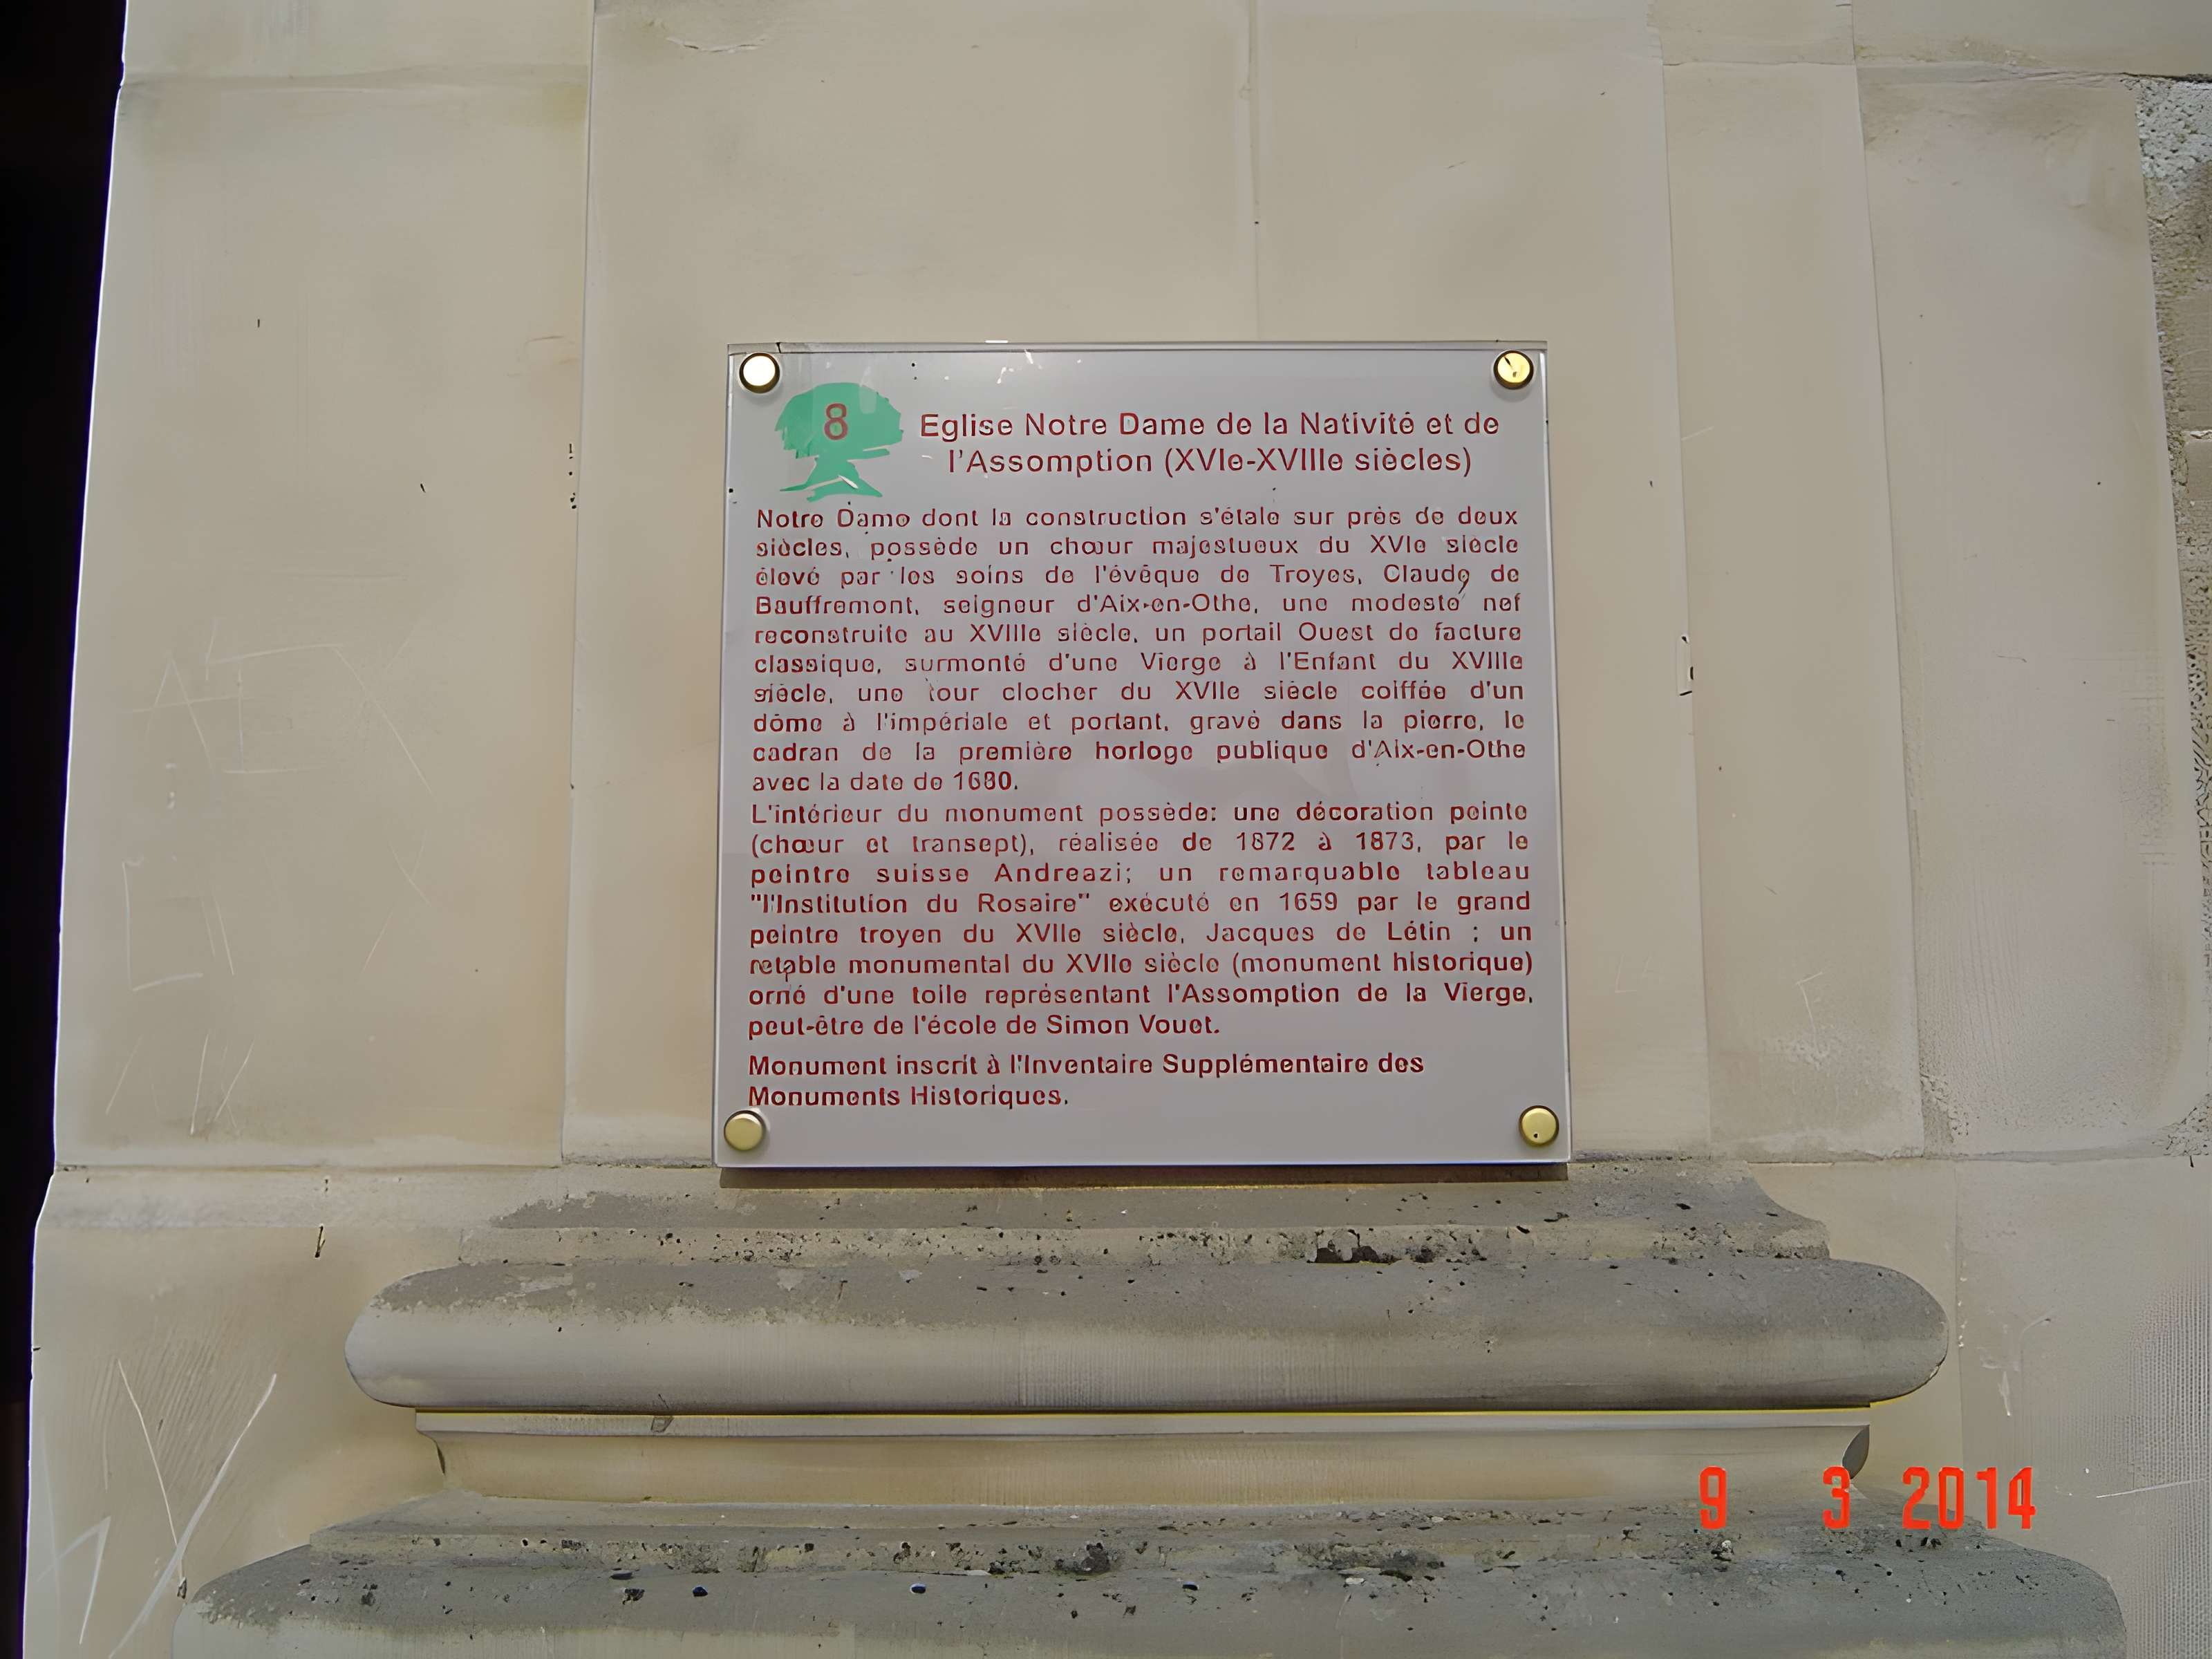 8
Eglise Notre Dame de la Nativité et de
l'Assomption (XVIe-XVIIIe siècles)
Notre Dame dont la construction s'étale sur près de deux
siècles, possède un chœur majestueux du XVIe siècle
élevé par les soins de l'évêque de Troyes, Claude de
Bauffremont, seigneur d'Aix-en-Othe, une modeste nef
reconstruite au XVIIIe siècle, un portail Ouest de facture
classique, surmonté d'une Vierge à l'Enfant du XVIIIe
siècle, une tour clocher du XVIIe siècle coiffée d'un
dôme à l'impériale et portant, gravé dans la pierre, le
cadran de la première horloge publique d'Aix-en-Othe
avec la date de 1680.
L'intérieur du monument possède: une décoration peinte
(chœur et transept), réalisée de 1872 à 1873, par le
peintre suisse Andreazi; un remarquable tableau
"l'Institution du Rosaire" exécuté en 1659 par le grand
peintre troyen du XVIIe siècle, Jacques de Létin ; un
retable monumental du XVIIe siècle (monument historique)
orné d'une toile représentant l'Assomption de la Vierge,
peut-être de l'école de Simon Vouet.
Monument inscrit à l'Inventaire Supplémentaire des
Monuments Historiques.
9 3 2014